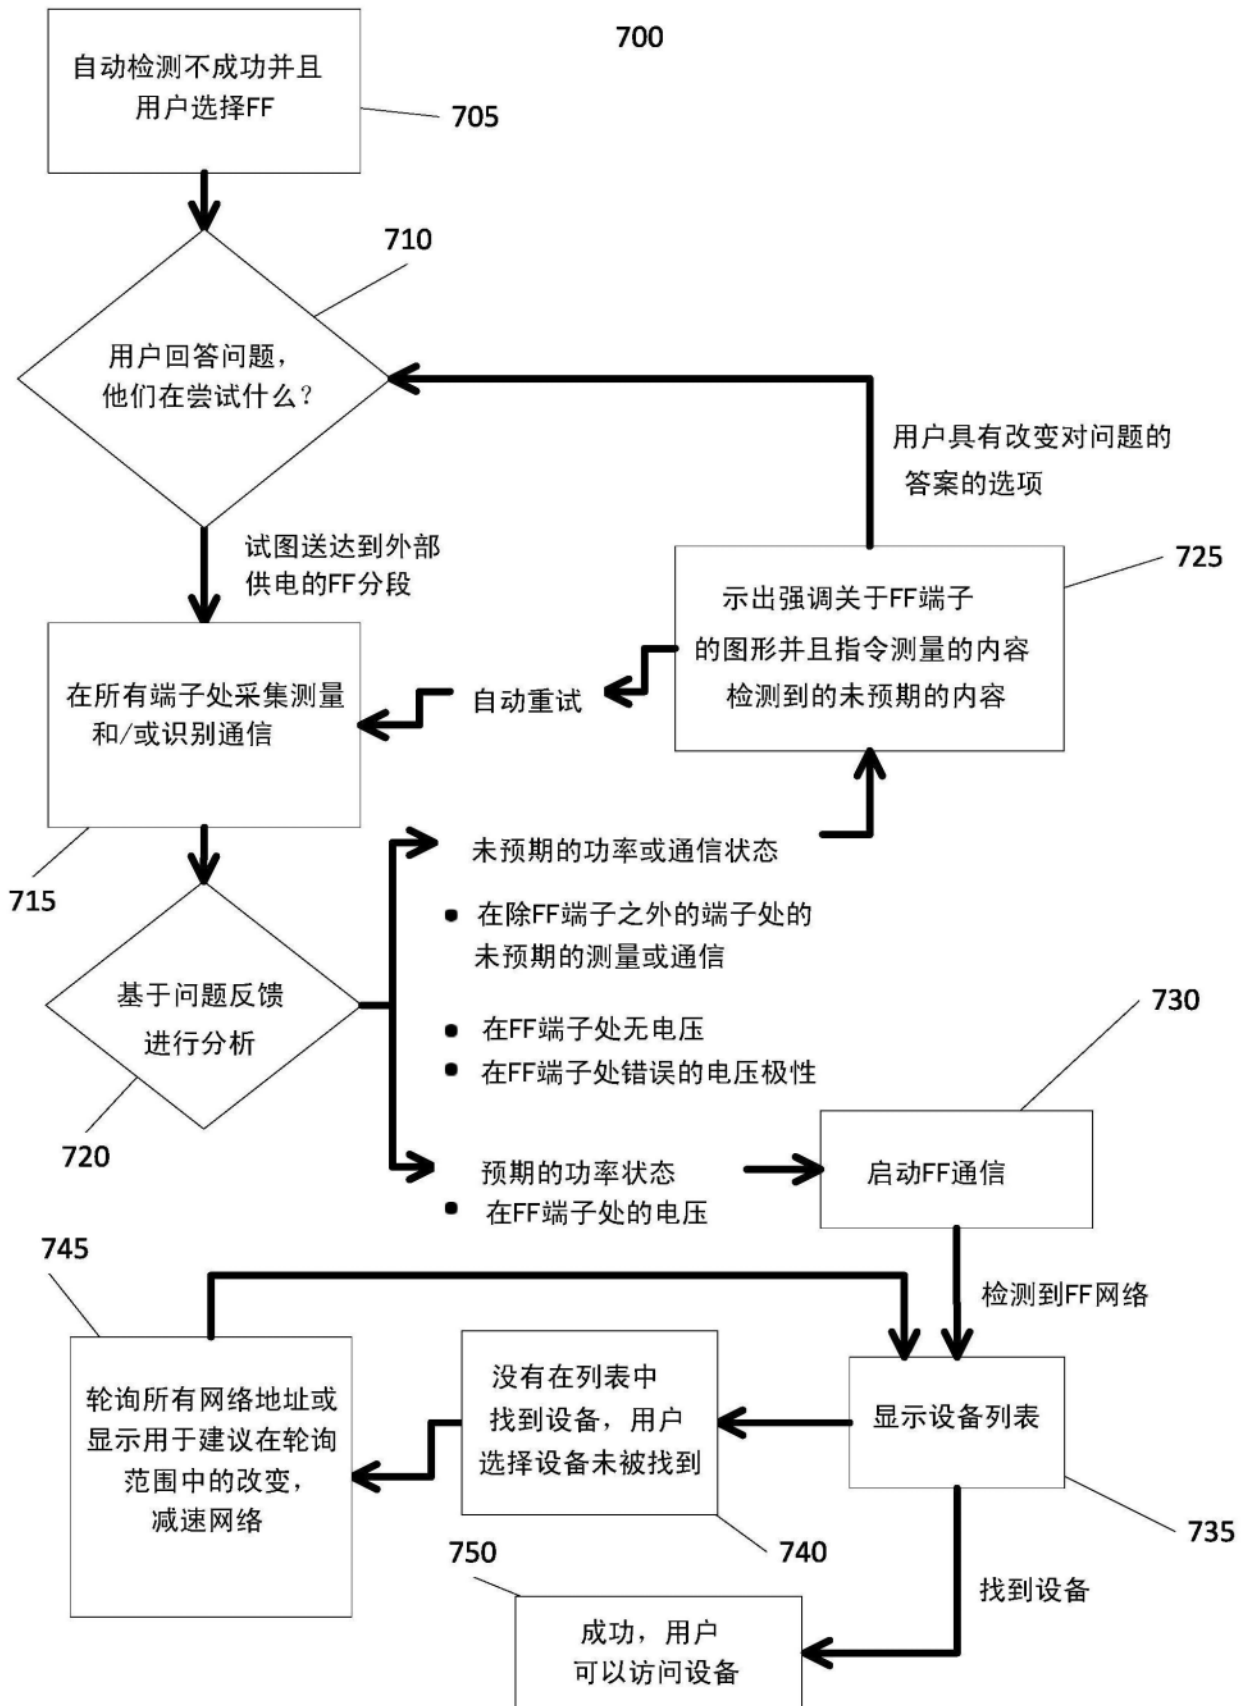 700
自动检测不成功并且
用户选择FF
705
710
用户回答问题，
他们在尝试什么？
用户具有改变对问题的
答案的选项
试图送达到外部
供电的FF分段
725
示出强调关于FF端子
的图形并且指令测量的内容
检测到的未预期的内容
在所有端子处采集测量
和/或识别通信
自动重试
715
未预期的功率或通信状态
● 在除FF端子之外的端子处的
未预期的测量或通信
● 在FF端子处无电压
● 在FF端子处错误的电压极性
基于问题反馈
进行分析
720
730
预期的功率状态
● 在FF端子处的电压
启动FF通信
745
检测到FF网络
轮询所有网络地址或
显示用于建议在轮询
范围中的改变，
减速网络
没有在列表中
找到设备，用户
选择设备未被找到
显示设备列表
735
740
750
找到设备
成功，用户
可以访问设备